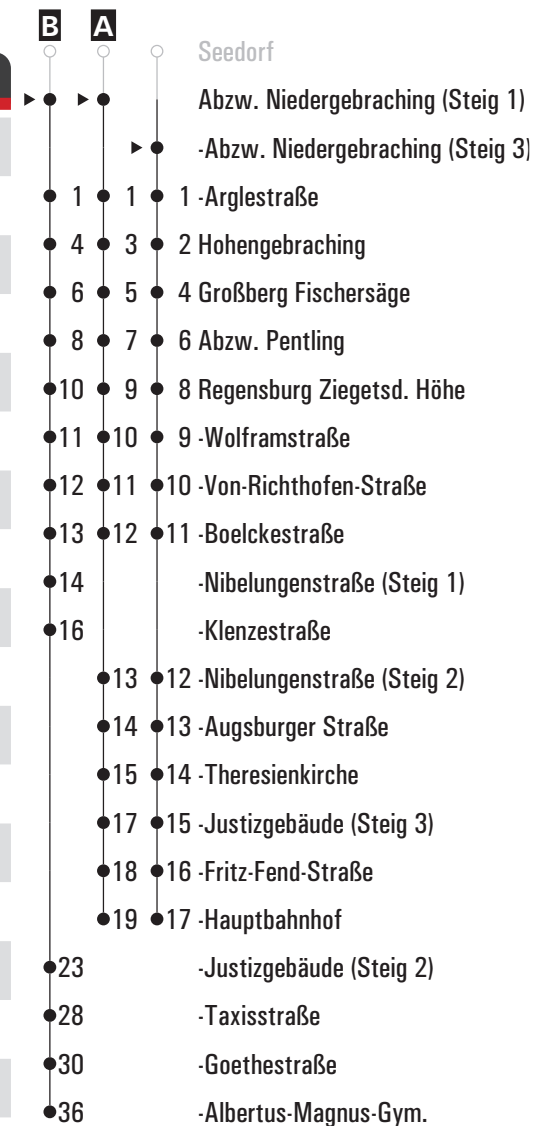 B A
Seedorf
Abzw. Niedergebraching (Steig 1)
-Abzw. Niedergebraching (Steig 3)
1 1 1 -Arglestraße
4 3 2 Hohengebraching
6 5 4 Großberg Fischersäge
8 7 6 Abzw. Pentling
10 9 8 Regensburg Ziegetsd. Höhe
11 10 9 -Wolframstraße
12 11 10 -Von-Richthofen-Straße
13 12 11 -Boelckestraße
14 -Nibelungenstraße (Steig 1)
16 -Klenzestraße
13 12 -Nibelungenstraße (Steig 2)
14 13 -Augsburger Straße
15 14 -Theresienkirche
17 15 -Justizgebäude (Steig 3)
18 16 -Fritz-Fend-Straße
19 17 -Hauptbahnhof
23 -Justizgebäude (Steig 2)
28 -Taxisstraße
30 -Goethestraße
36 -Albertus-Magnus-Gym.